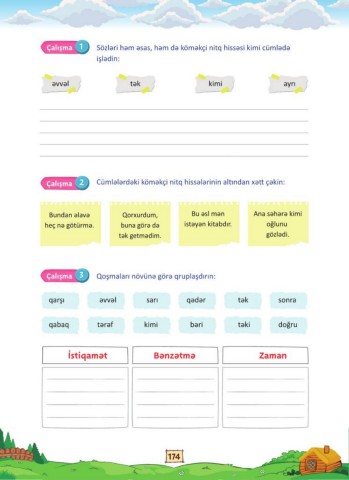 Çalışma 1
Sözləri həm əsas, həm də köməkçi nitq hissəsi kimi cümlədə
işlədin:
əvvəl tək kimi ayrı
Çalışma 2
Cümlələrdəki köməkçi nitq hissələrinin altından xətt çəkin:
Bundan əlavə
heç nə götürmə.
Qorxurdum,
buna görə də
tək getmədim.
Bu əsl mən
istəyən kitabdır.
Ana səhərə kimi
oğlunu
gözlədi.
Çalışma 3
Qoşmaları növünə görə qruplaşdırın:
qarşı əvvəl sarı qədər tək sonra
qabaq tərəf kimi bəri təki doğru
İstiqamət Bənzətmə Zaman
174